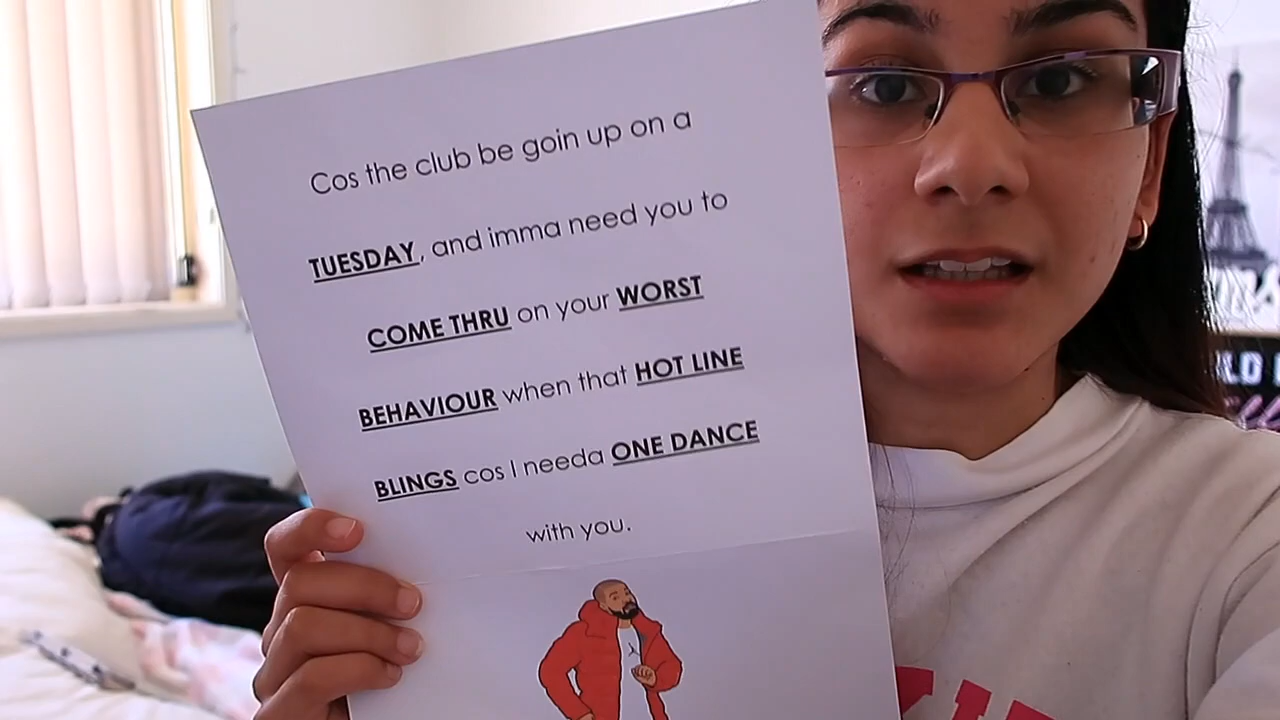 Cos the club be goin up on a
TUESDAY, and imma need you to
COME THRU on your WORST
BEHAVIOUR when that HOT LINE
BLINGS cos I needa ONE DANCE
with you.